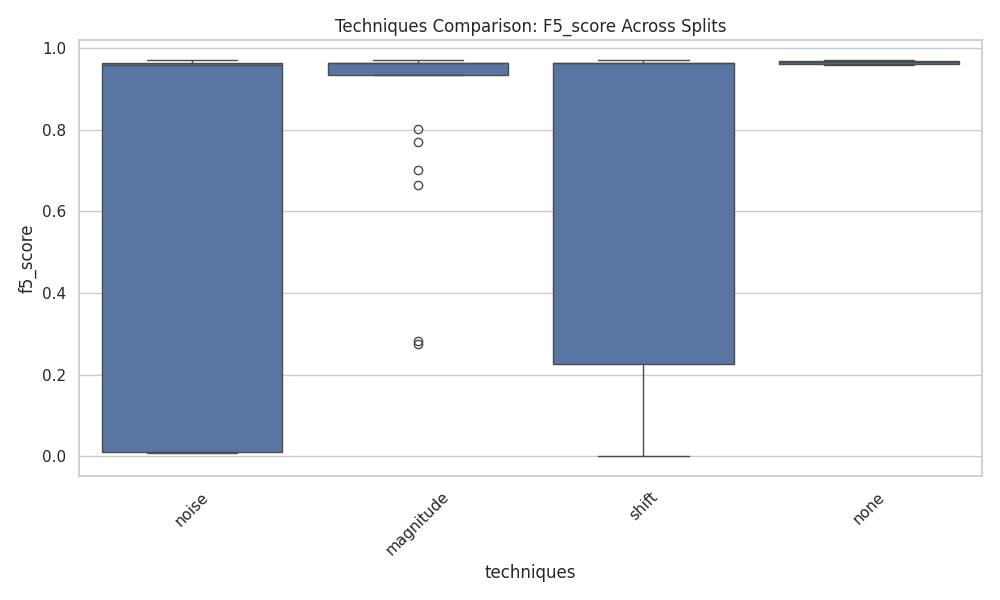 Techniques Comparison: F5_score Across Splits
1.0
0.8
0.6
0.4
0.2
0.0
f5_score
noise
magnitude
shift
none
techniques